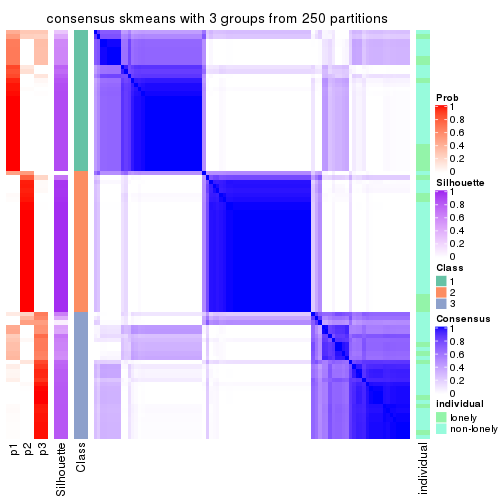 consensus skmeans with 3 groups from 250 partitions
Prob
1
0.8
0.6
0.4
0.2
0
Silhouette
1
0.8
0.6
0.4
0.2
0
Class
1
2
3
Consensus
1
0.8
0.6
0.4
0.2
0
individual
lonely
non-lonely
p1
p2
p3
Silhouette
Class
individual